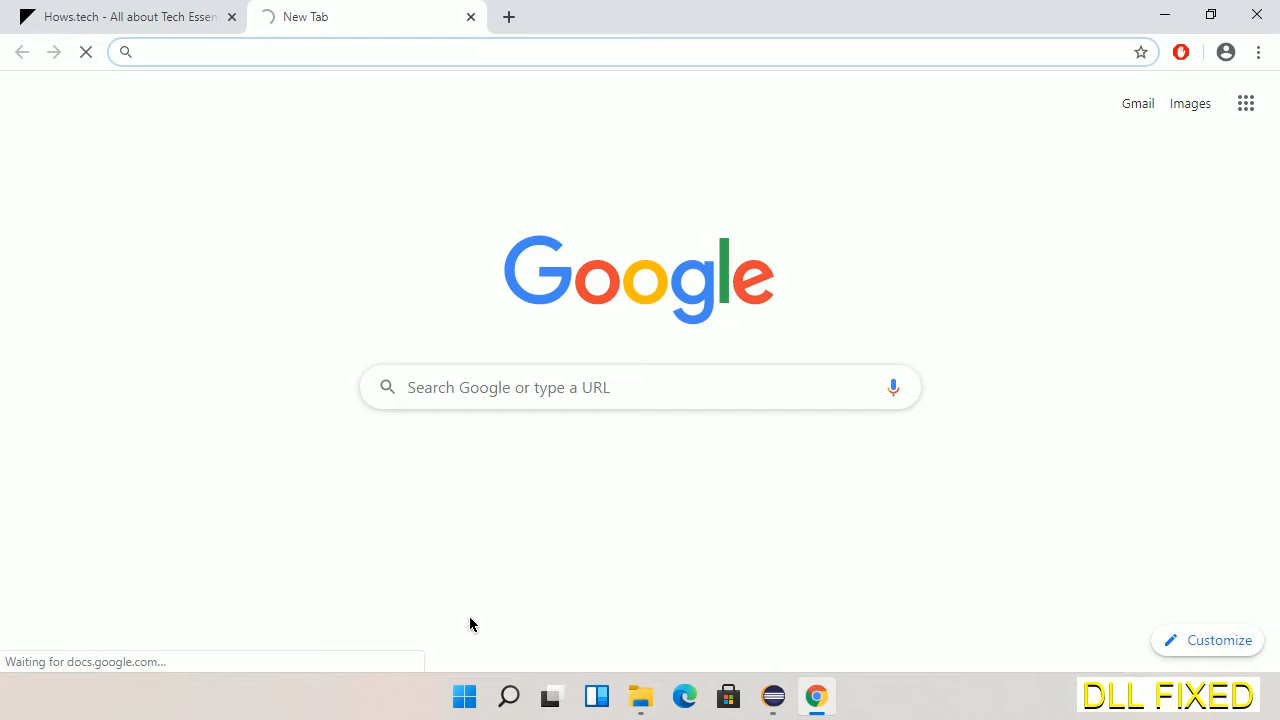 Hows.tech - All about Tech Essen
New Tab
Gmail
Images
Google
Search Google or type a URL
Customize
Waiting for docs.google.com...
DLL FIXED